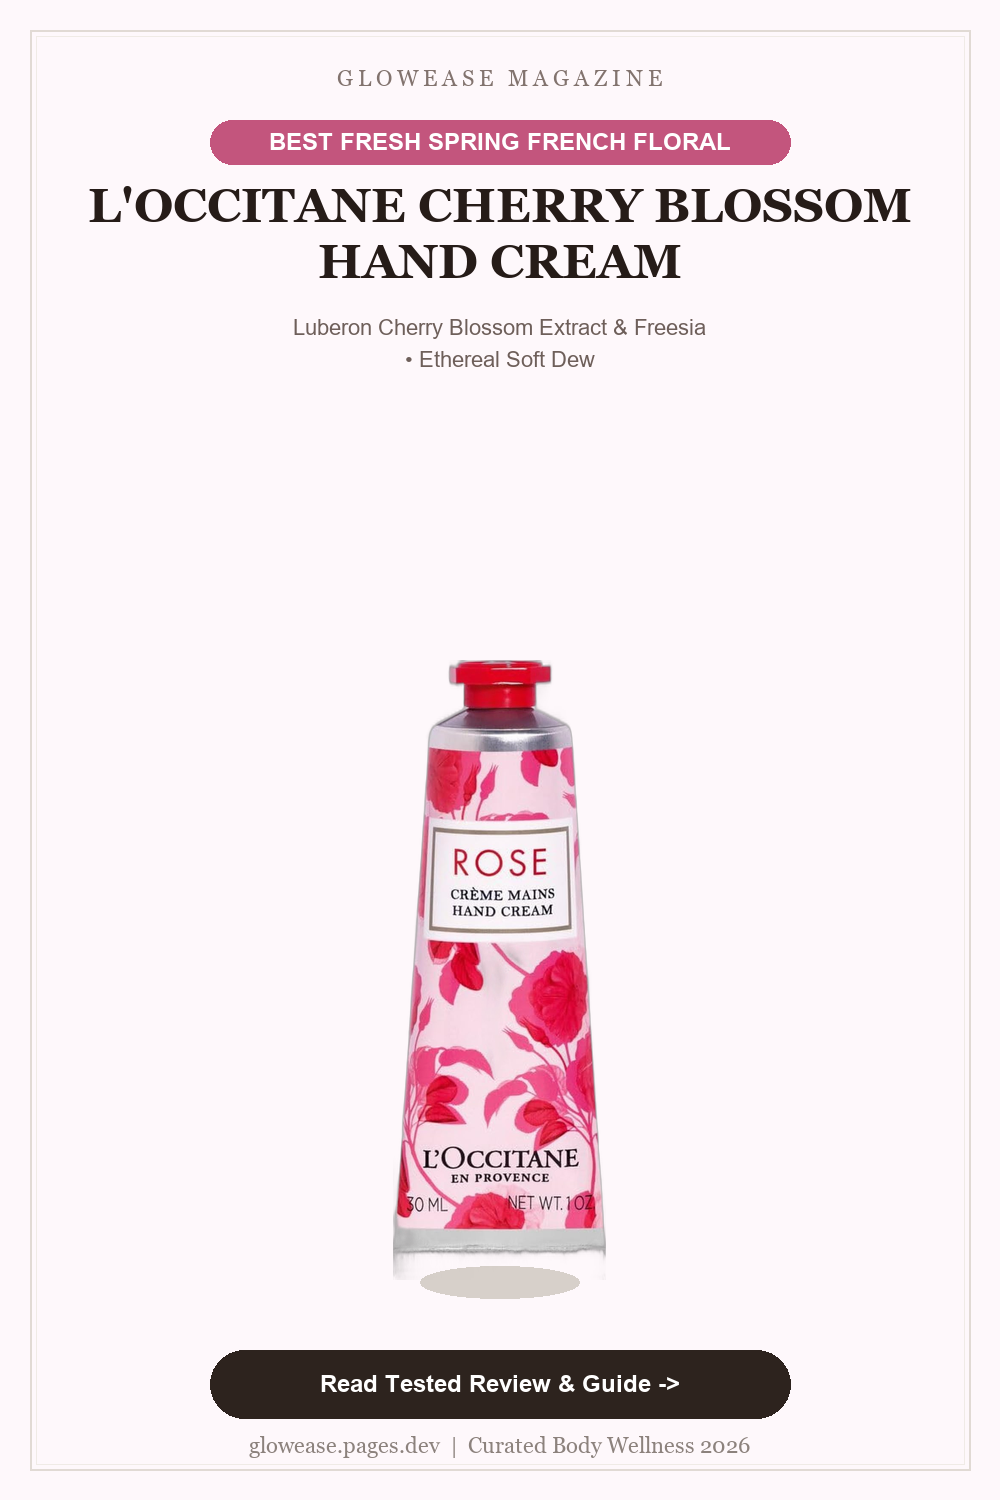 GLOWEASE MAGAZINE
BEST FRESH SPRING FRENCH FLORAL
L'OCCITANE CHERRY BLOSSOM
HAND CREAM
Luberon Cherry Blossom Extract & Freesia
• Ethereal Soft Dew
ROSE
CRÈME MAINS
HAND CREAM
L'OCCITANE
EN PROVENCE
30 ML NET WT. 1 OZ.
Read Tested Review & Guide ->
glowease.pages.dev | Curated Body Wellness 2026